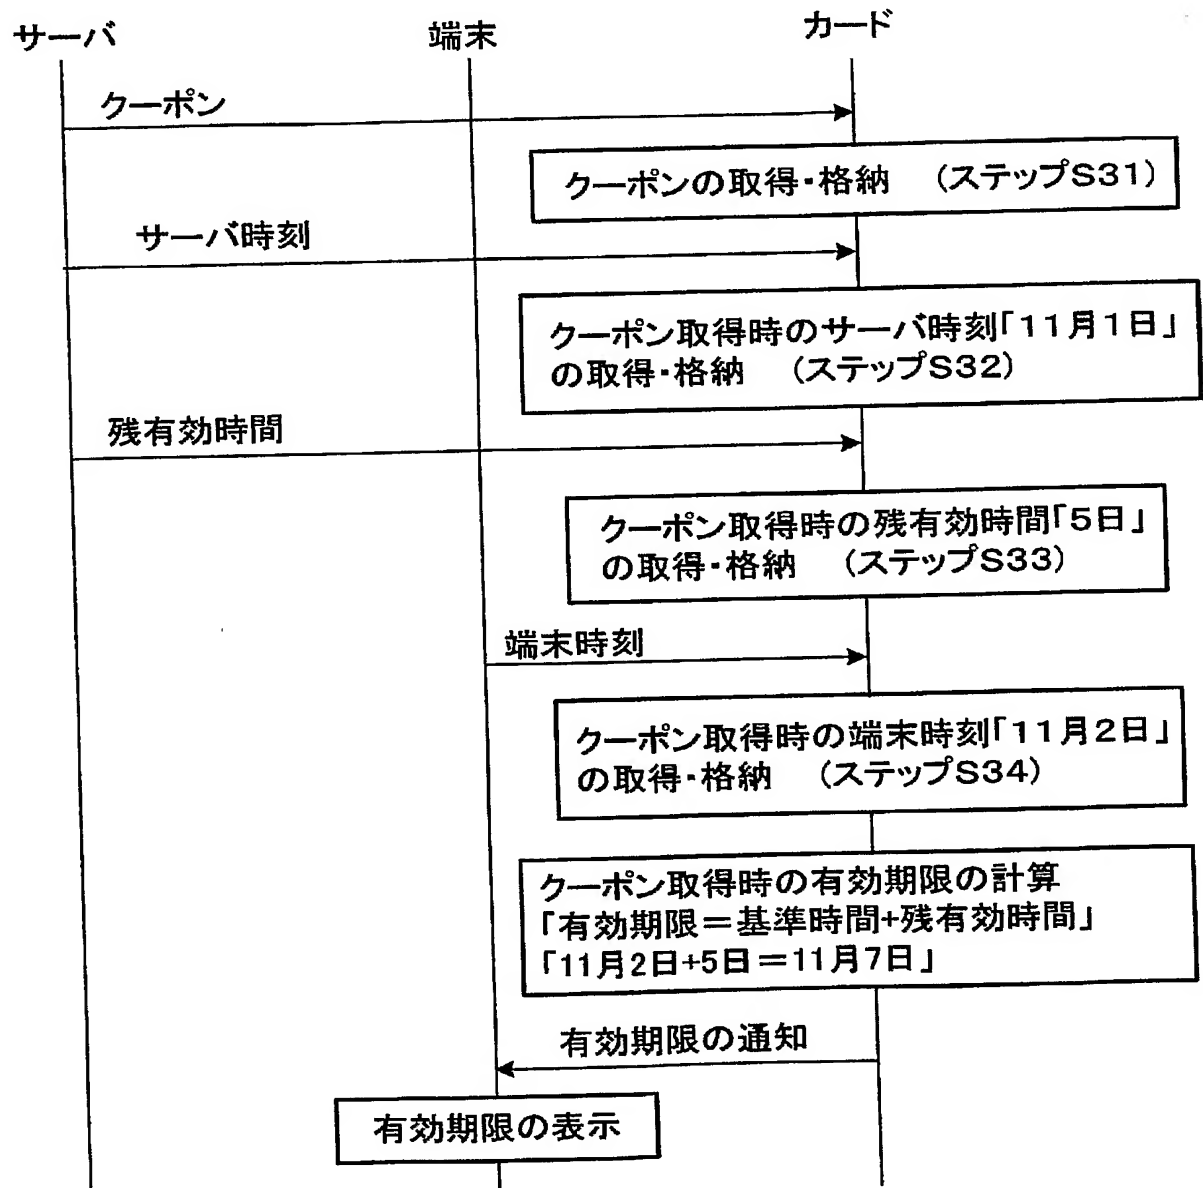 サーバ
端末
カード
クーポン
クーポンの取得・格納　(ステップS31)
サーバ時刻
クーポン取得時のサーバ時刻「11月1日」
の取得・格納　(ステップS32)
残有効時間
クーポン取得時の残有効時間「5日」
の取得・格納　(ステップS33)
端末時刻
クーポン取得時の端末時刻「11月2日」
の取得・格納　(ステップS34)
クーポン取得時の有効期限の計算
「有効期限＝基準時間+残有効時間」
「11月2日+5日＝11月7日」
有効期限の通知
有効期限の表示